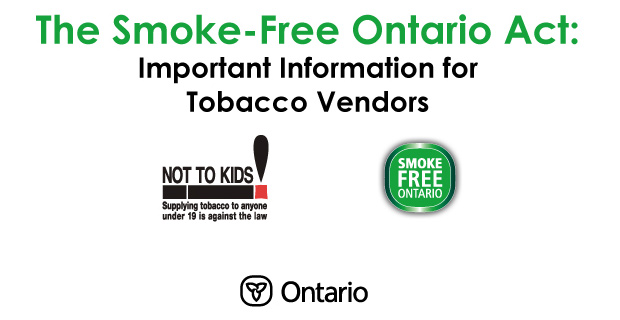 The Smoke-Free Ontario Act:
Important Information for
Tobacco Vendors
NOT TO KIDS!
Supplying tobacco to anyone
under 19 is against the law
SMOKE
FREE
ONTARIO
Ontario